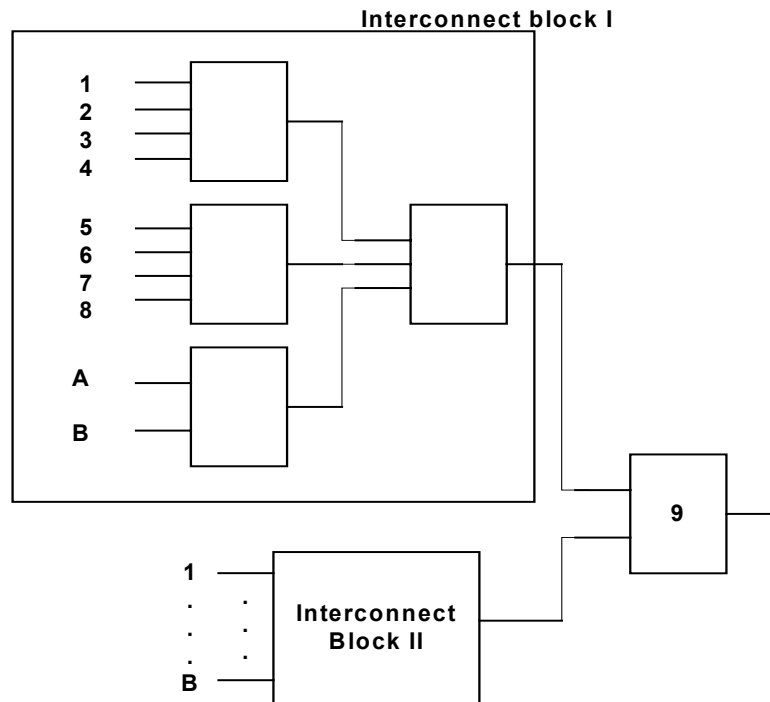 Interconnect block I
1
2
3
4
5
6
7
8
A
B
9
1
.
.
.
.
.
.
B
Interconnect
Block II